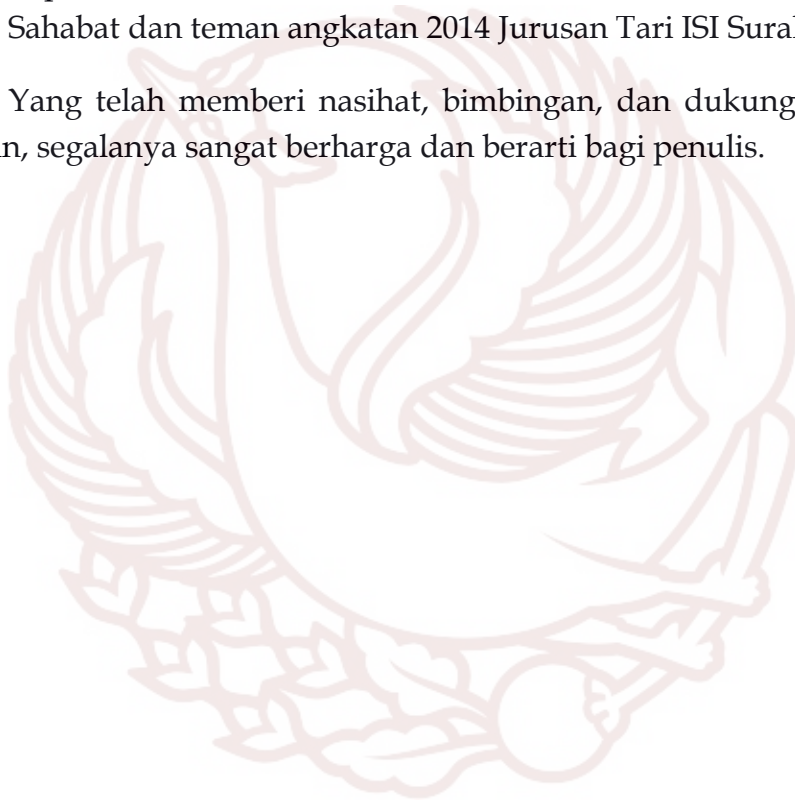 Sahabat dan teman angkatan 2014 Jurusan Tari ISI
Yang telah memberi nasihat, bimbingan, dan
segalanya sangat berharga dan berarti bagi penulis.